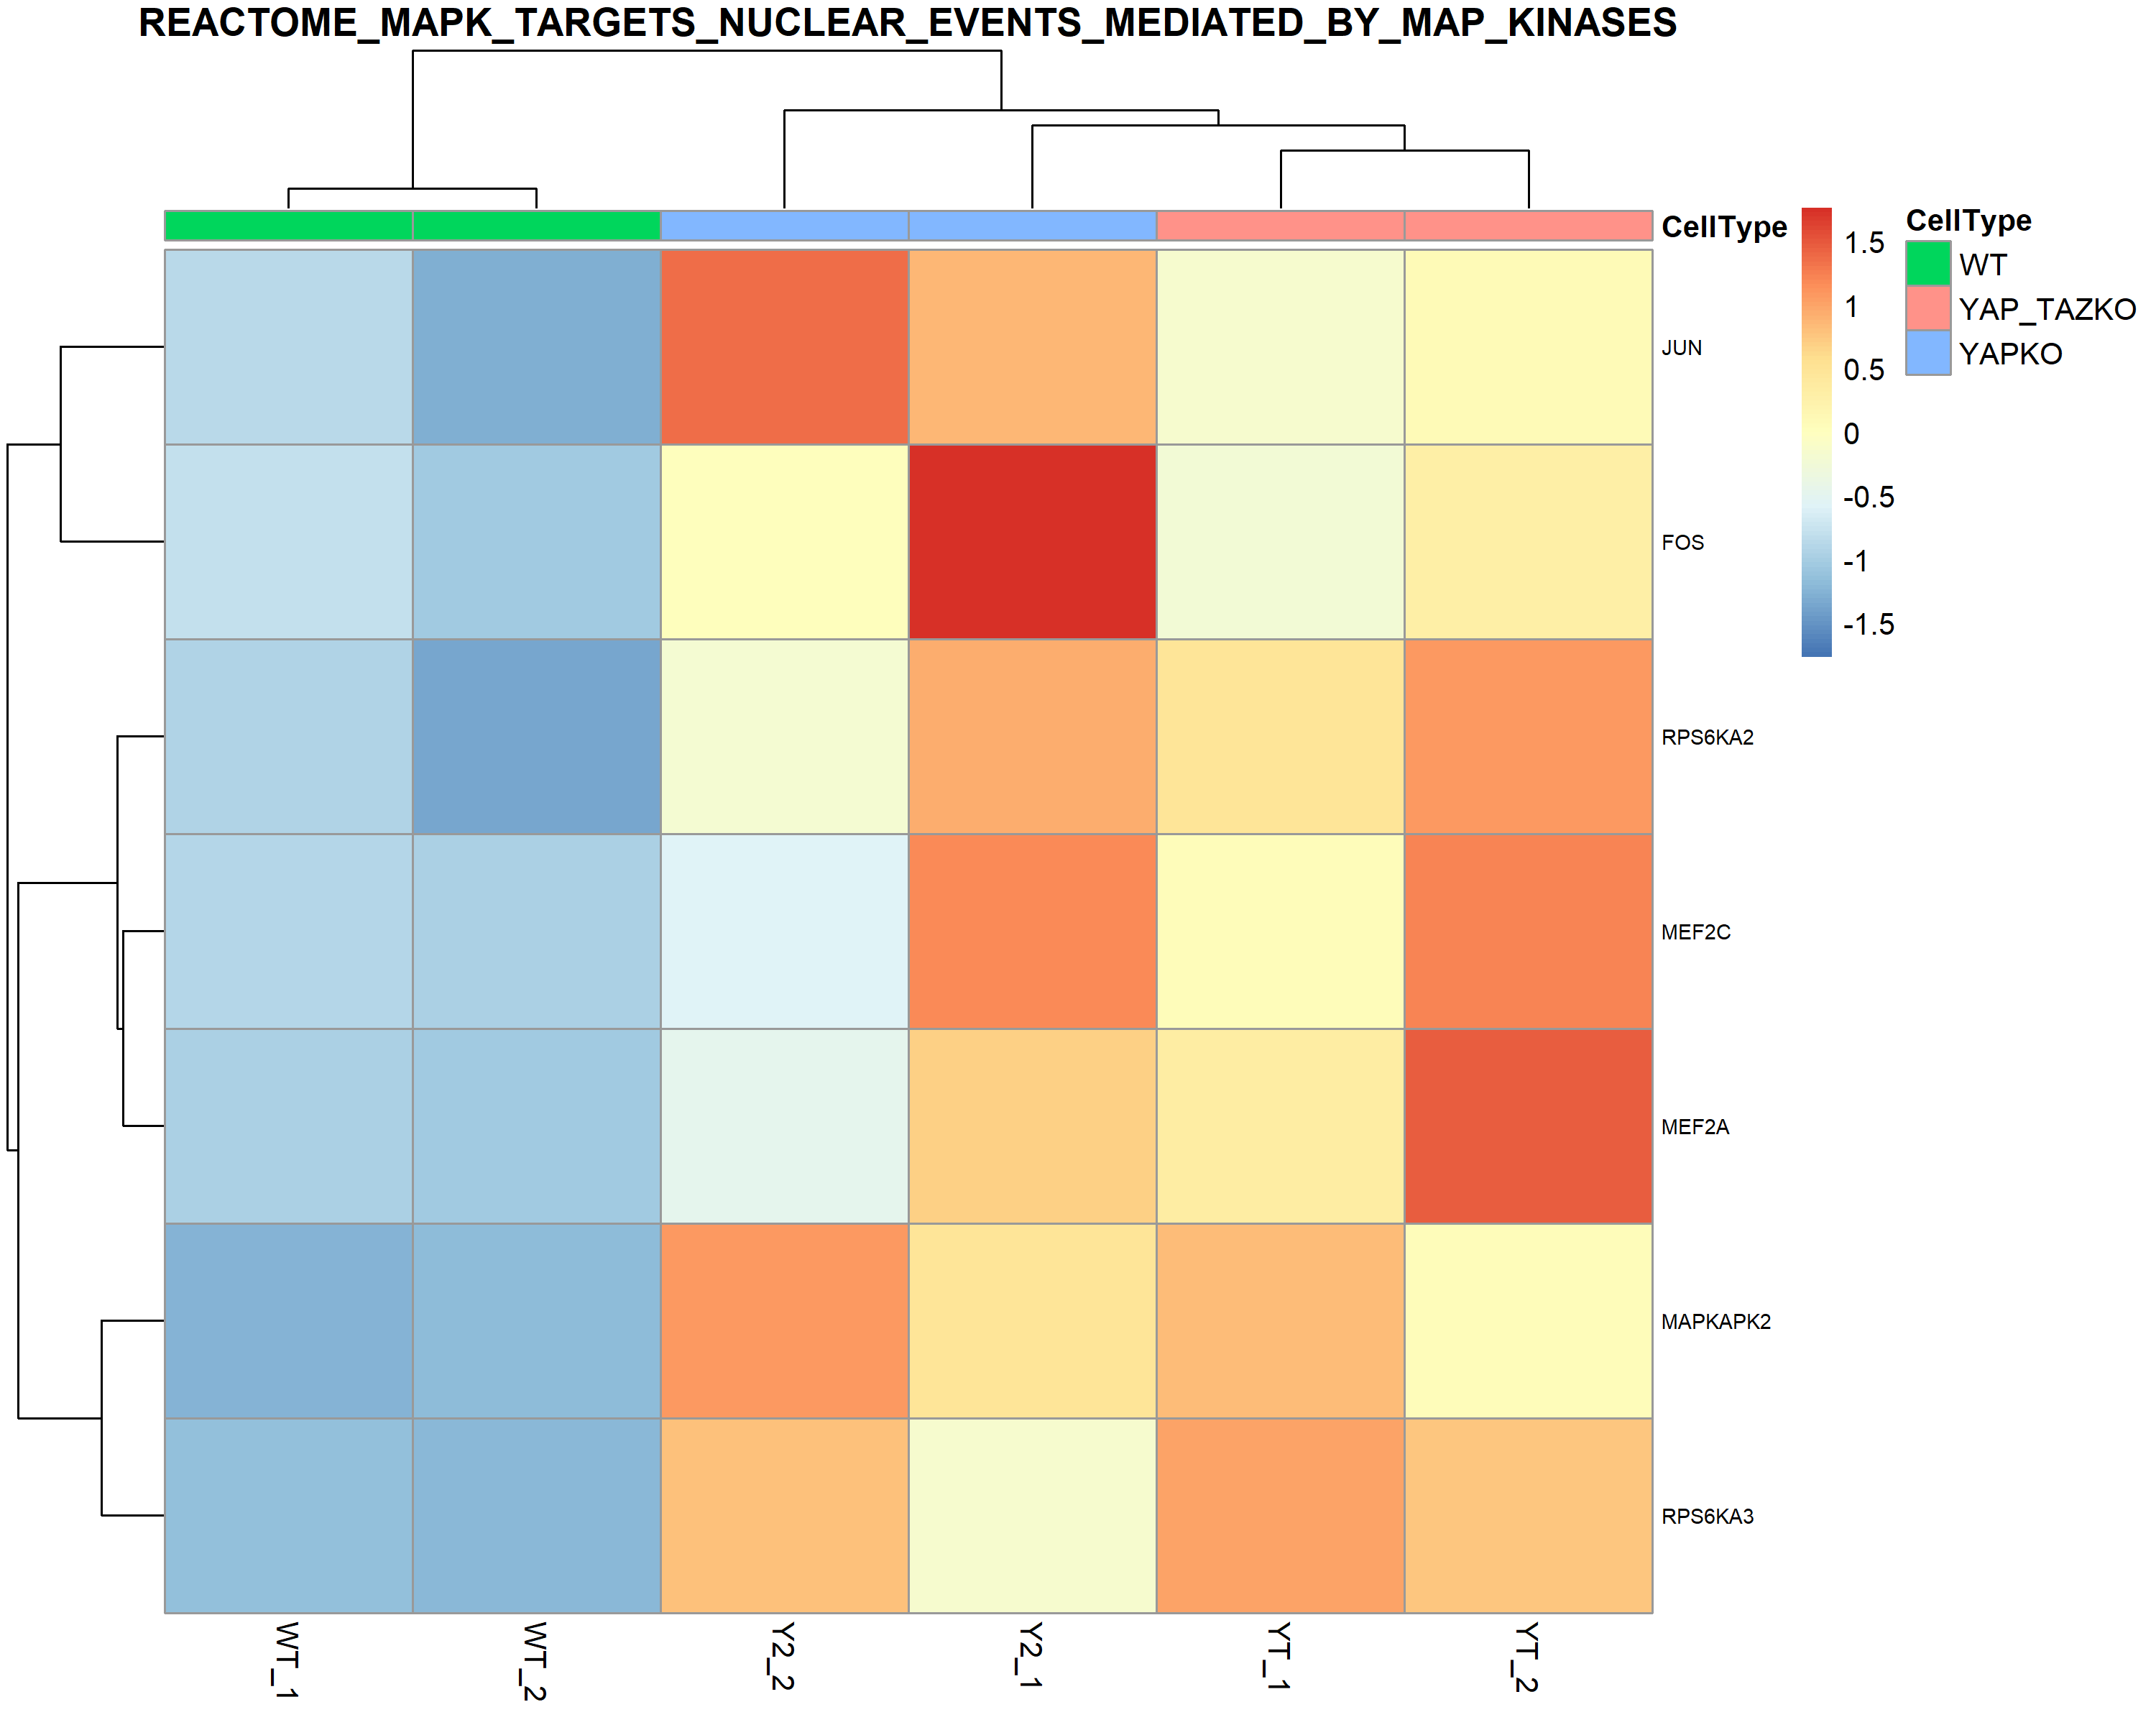 REACTOME_MAPK_TARGETS_NUCLEAR_EVENTS_MEDIATED_BY_MAP_KINASES
CellType
1.5
1
0.5
0
-0.5
-1
-1.5
CellType
WT
YAP_TAZKO
YAPKO
JUN
FOS
RPS6KA2
MEF2C
MEF2A
MAPKAPK2
RPS6KA3
WT_1
WT_2
Y2_2
Y2_1
YT_1
YT_2